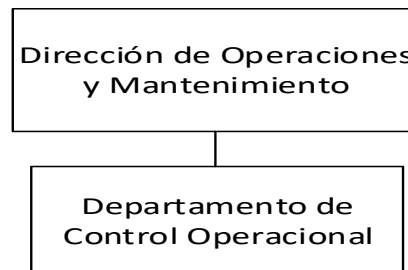 Dirección de Operaciones
y Mantenimiento
Departamento de
Control Operacional